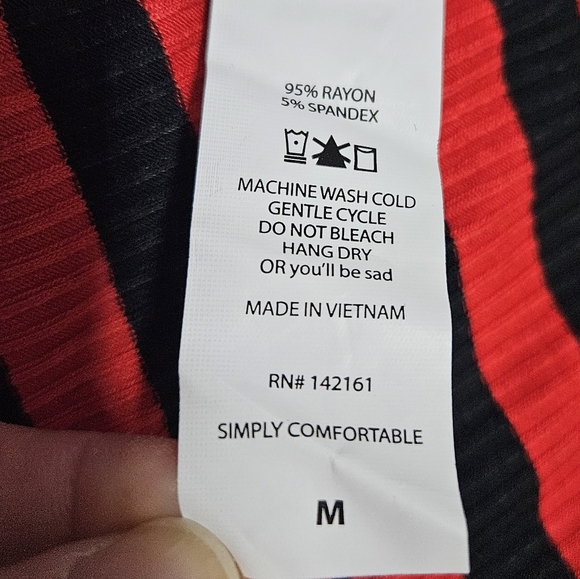 95% RAYON
5% SPANDEX
MACHINE WASH COLD
GENTLE CYCLE
DO NOT BLEACH
HANG DRY
OR you'll be sad
MADE IN VIETNAM
RN# 142161
SIMPLY COMFORTABLE
M